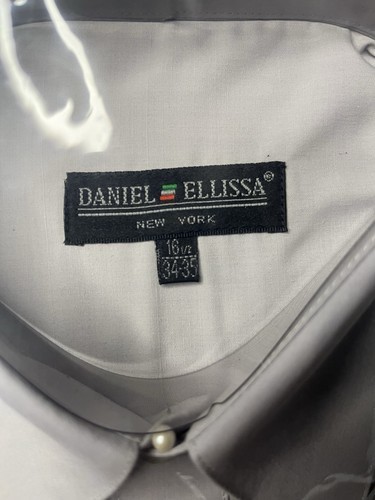 DANIEL ELLISSA®
NEW YORK
16 1/2
34-35